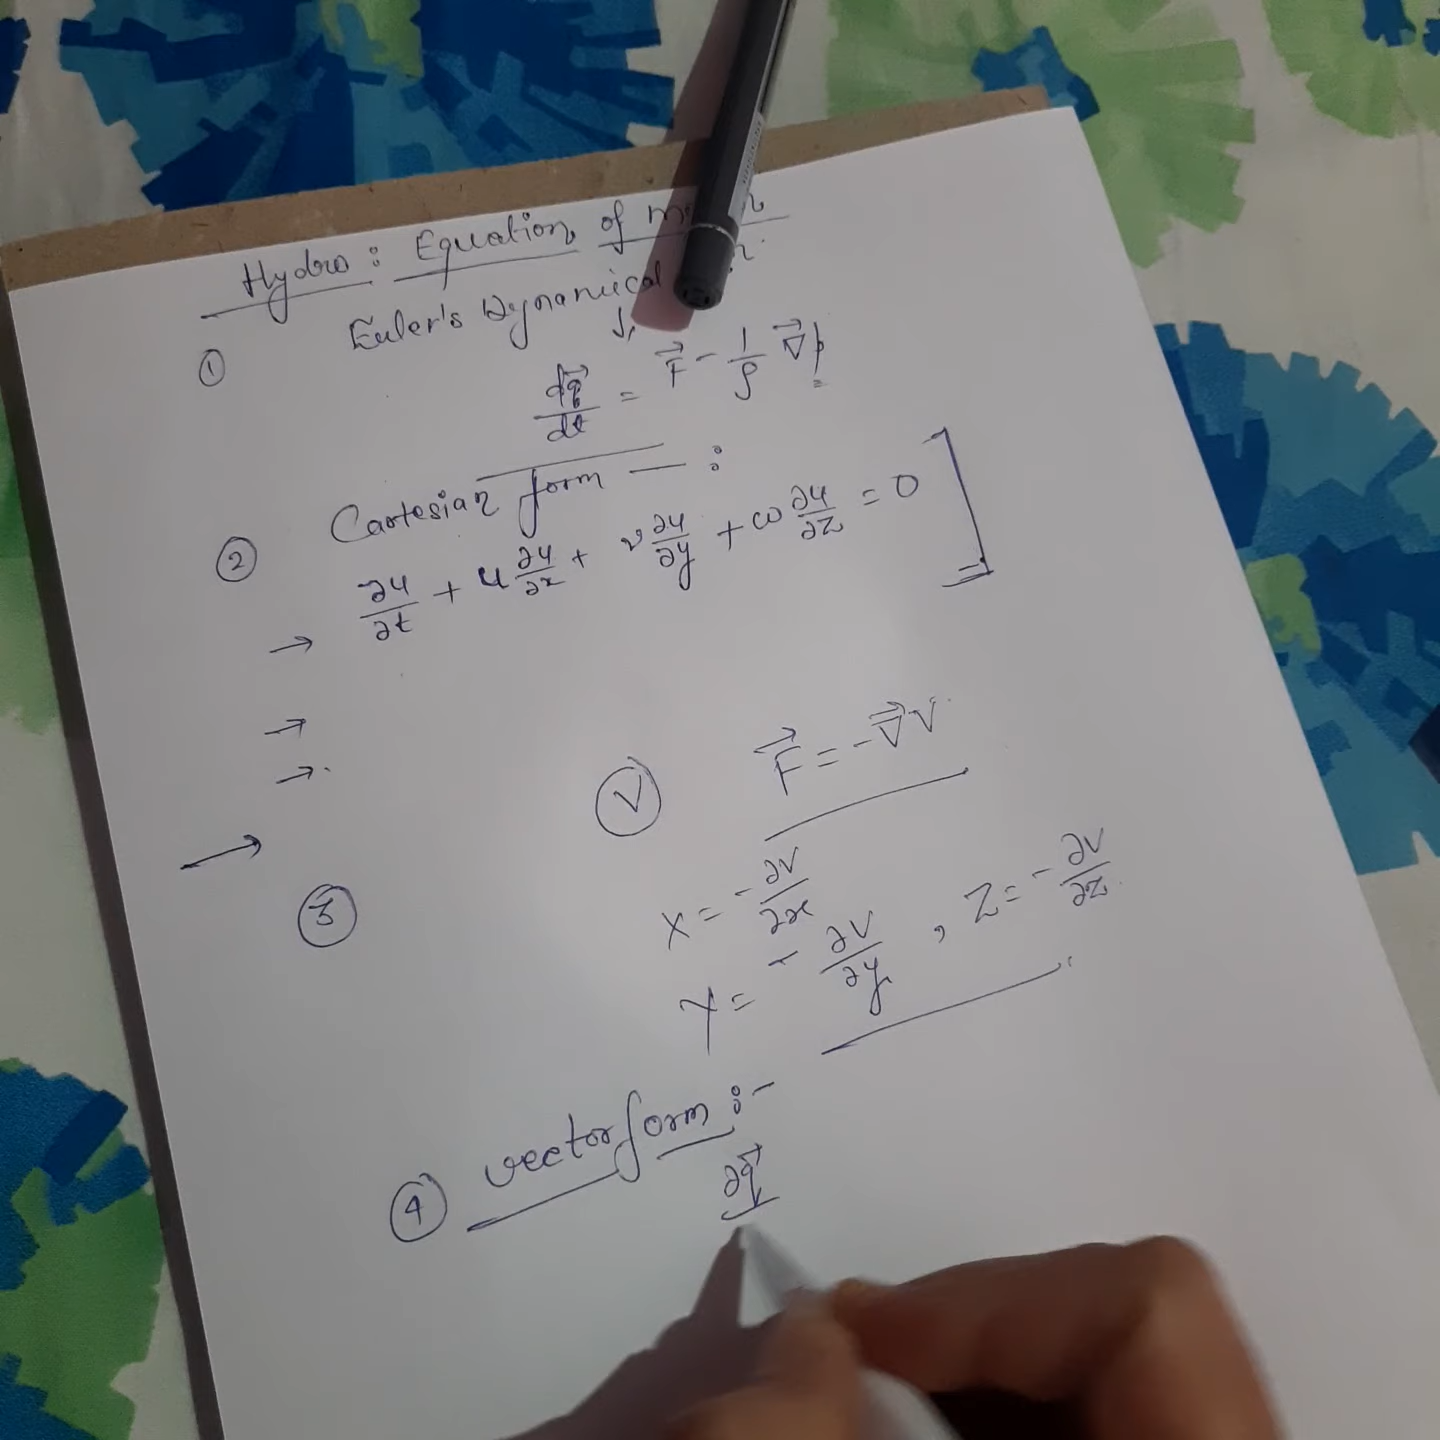 Hydro : Equation of
Euler's Dynamical
①
dq⃗/dt = F⃗ - 1/ρ ∇⃗p
Cartesian form — :
② ∂u/∂t + u ∂u/∂x + v ∂u/∂y + w ∂u/∂z = 0
→
→
→
→
Ⓥ F⃗ = -∇⃗V
③ X = -∂V/∂x
Y = -∂V/∂y , Z = -∂V/∂z
④ vector form :-
∂q⃗